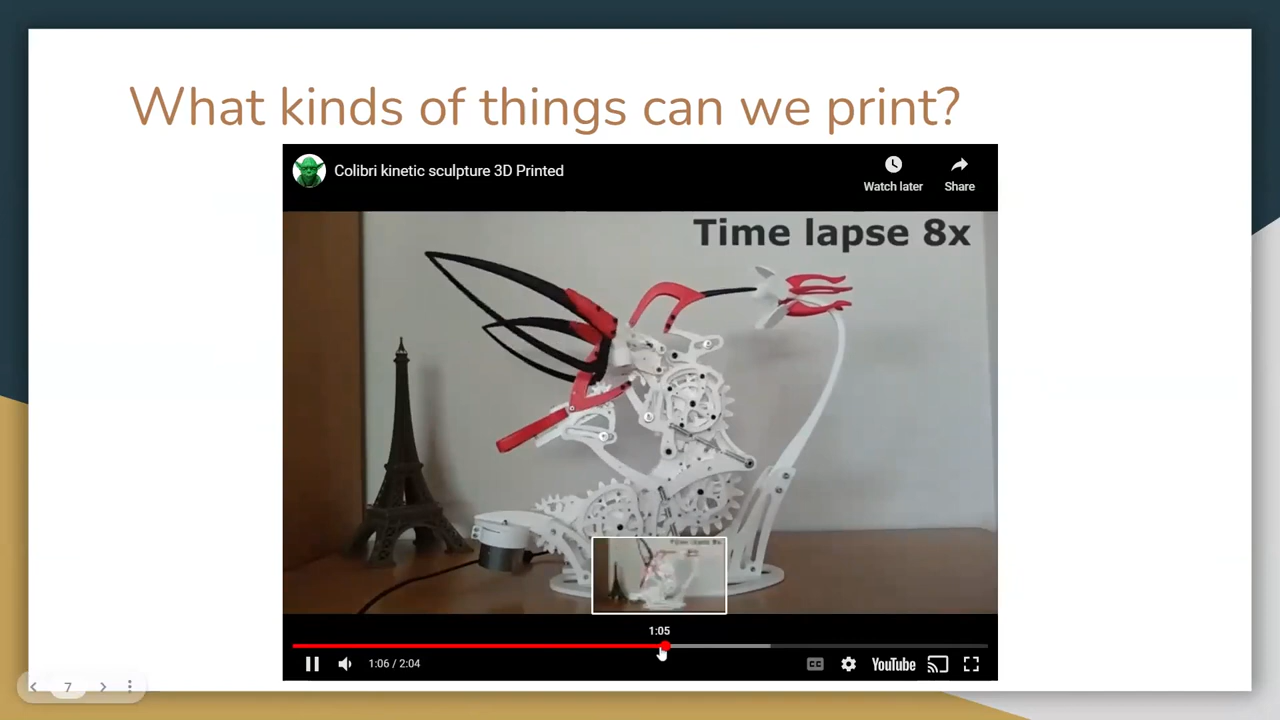 What kinds of things can we print?
Colibri kinetic sculpture 3D Printed
Watch later
Share
Time lapse 8x
1:05
1:06 / 2:04
CC
YouTube
7